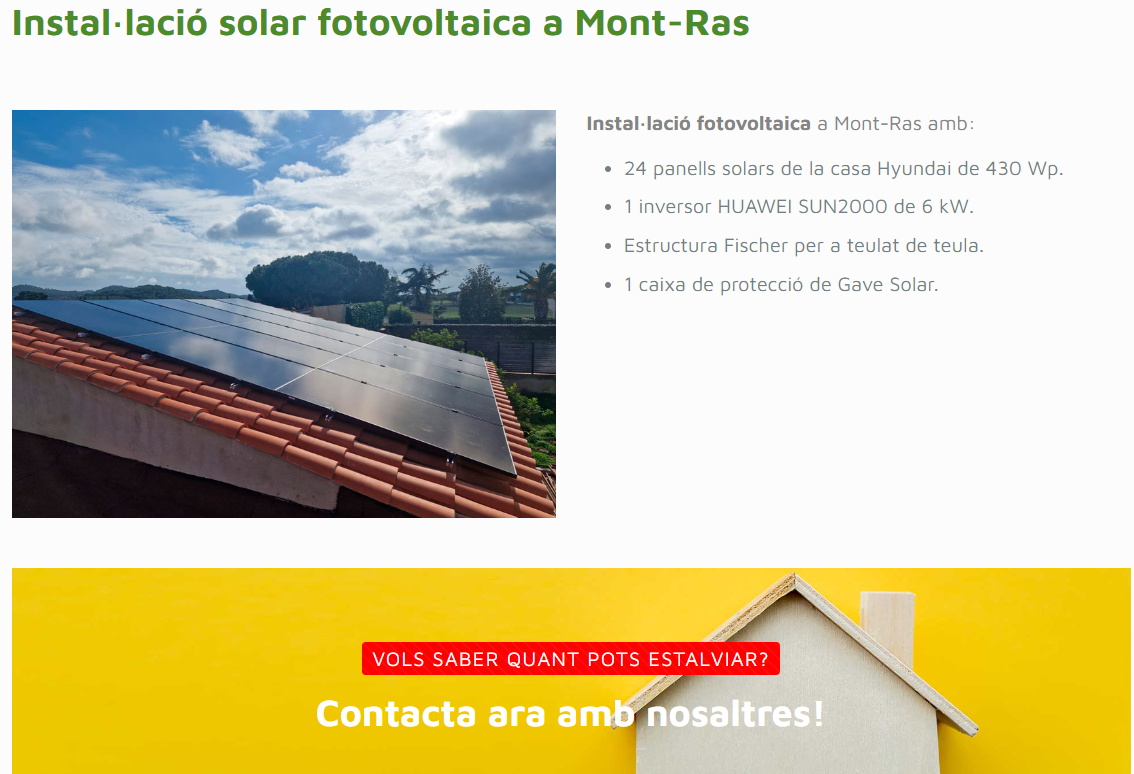 Instal·lació solar fotovoltaica a Mont-Ras
Instal·lació fotovoltaica a Mont-Ras amb:
24 panells solars de la casa Hyundai de 430 Wp.
1 inversor HUAWEI SUN2000 de 6 kW.
Estructura Fischer per a teulat de teula.
1 caixa de protecció de Gave Solar.
VOLS SABER QUANT POTS ESTALVIAR?
Contacta ara amb nosaltres!